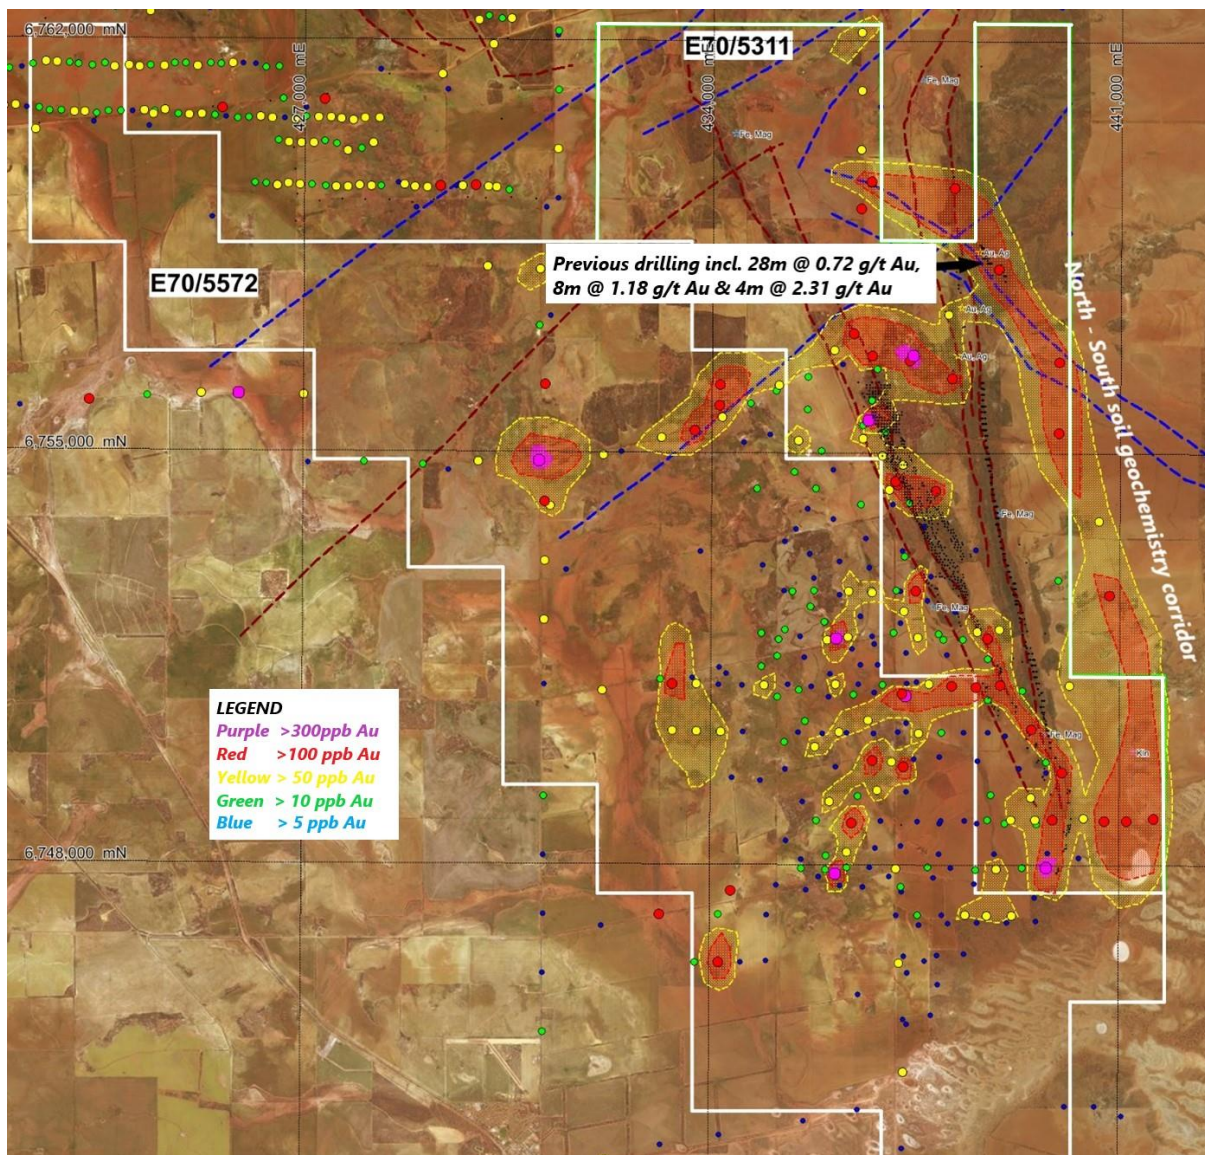 6,762,000 mN
E70/5311
427,000 mE
434,000 mE
441,000 mE
Fe, Mag
Fe, Mag
E70/5572
Previous drilling incl. 28m @ 0.72 g/t Au,
8m @ 1.18 g/t Au & 4m @ 2.31 g/t Au
Au, Ag
North - South soil geochemistry corridor
Au, Ag
Au, Ag
6,755,000 mN
Fe, Mag
Fe, Mag
LEGEND
Purple >300ppb Au
Red >100 ppb Au
Yellow > 50 ppb Au
Green > 10 ppb Au
Blue > 5 ppb Au
Fe, Mag
Kln
6,748,000 mN